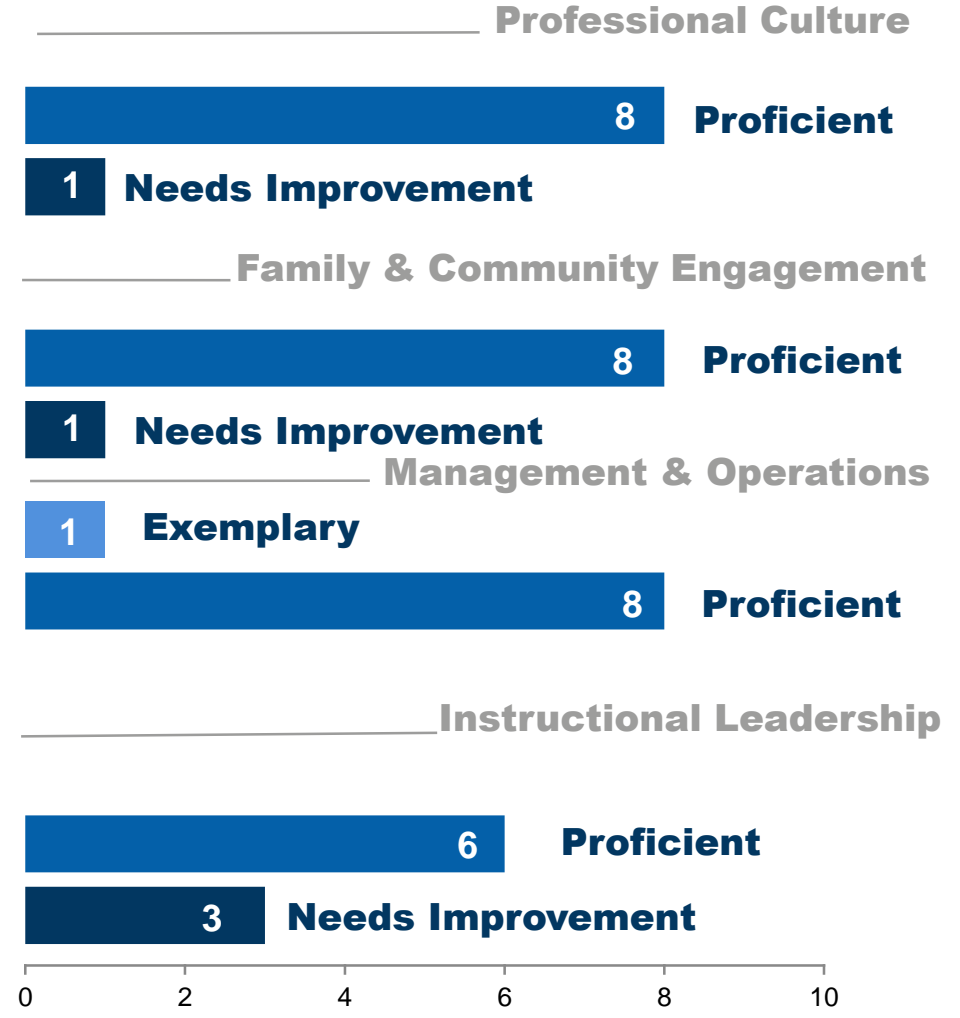 Professional Culture
8 Proficient
1 Needs Improvement
Family & Community Engagement
8 Proficient
1 Needs Improvement
Management & Operations
1 Exemplary
8 Proficient
Instructional Leadership
6 Proficient
3 Needs Improvement
0 2 4 6 8 10